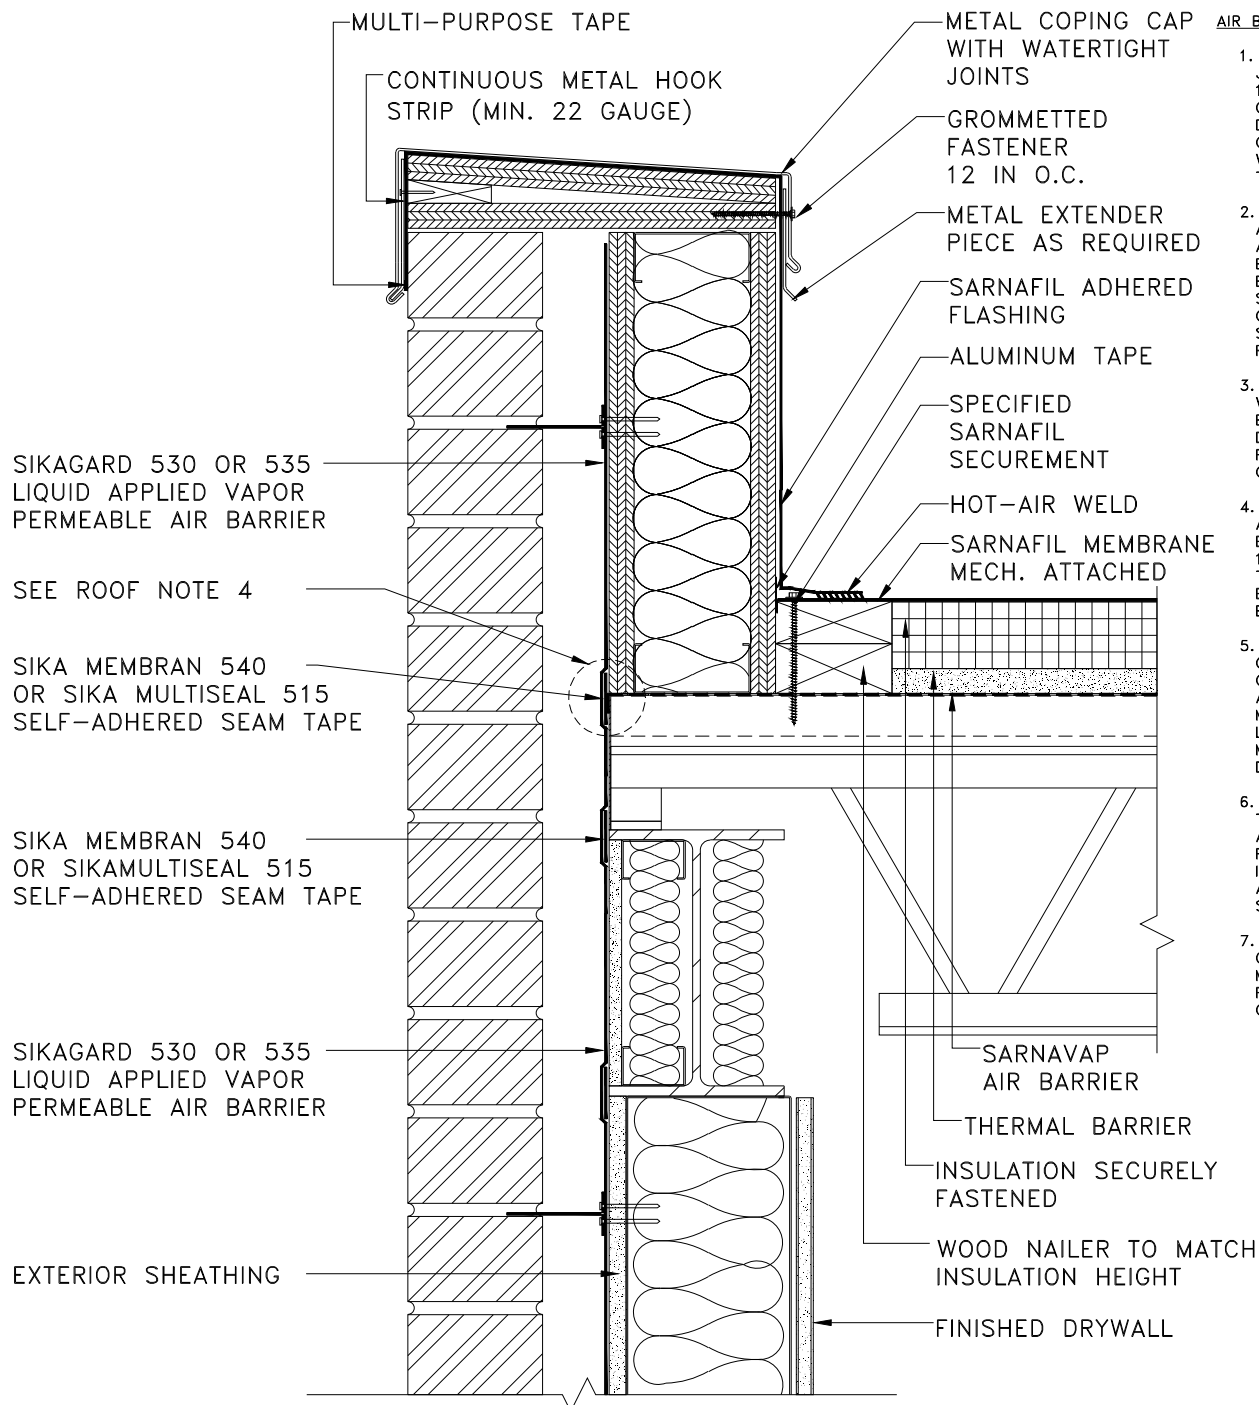 MULTI-PURPOSE TAPE
CONTINUOUS METAL HOOK
STRIP (MIN. 22 GAUGE)
SIKAGARD 530 OR 535
LIQUID APPLIED VAPOR
PERMEABLE AIR BARRIER
SEE ROOF NOTE 4
SIKA MEMBRAN 540
OR SIKA MULTISEAL 515
SELF-ADHERED SEAM TAPE
SIKA MEMBRAN 540
OR SIKAMULTISEAL 515
SELF-ADHERED SEAM TAPE
SIKAGARD 530 OR 535
LIQUID APPLIED VAPOR
PERMEABLE AIR BARRIER
EXTERIOR SHEATHING
METAL COPING CAP
WITH WATERTIGHT
JOINTS
GROMMETTED
FASTENER
12 IN O.C.
METAL EXTENDER
PIECE AS REQUIRED
SARNAFIL ADHERED
FLASHING
ALUMINUM TAPE
SPECIFIED
SARNAFIL
SECUREMENT
HOT-AIR WELD
SARNAFIL MEMBRANE
MECH. ATTACHED
SARNAVAP
AIR BARRIER
THERMAL BARRIER
INSULATION SECURELY
FASTENED
WOOD NAILER TO MATCH
INSULATION HEIGHT
FINISHED DRYWALL
AIR B
1.
2.
3.
4.
5.
6.
7.